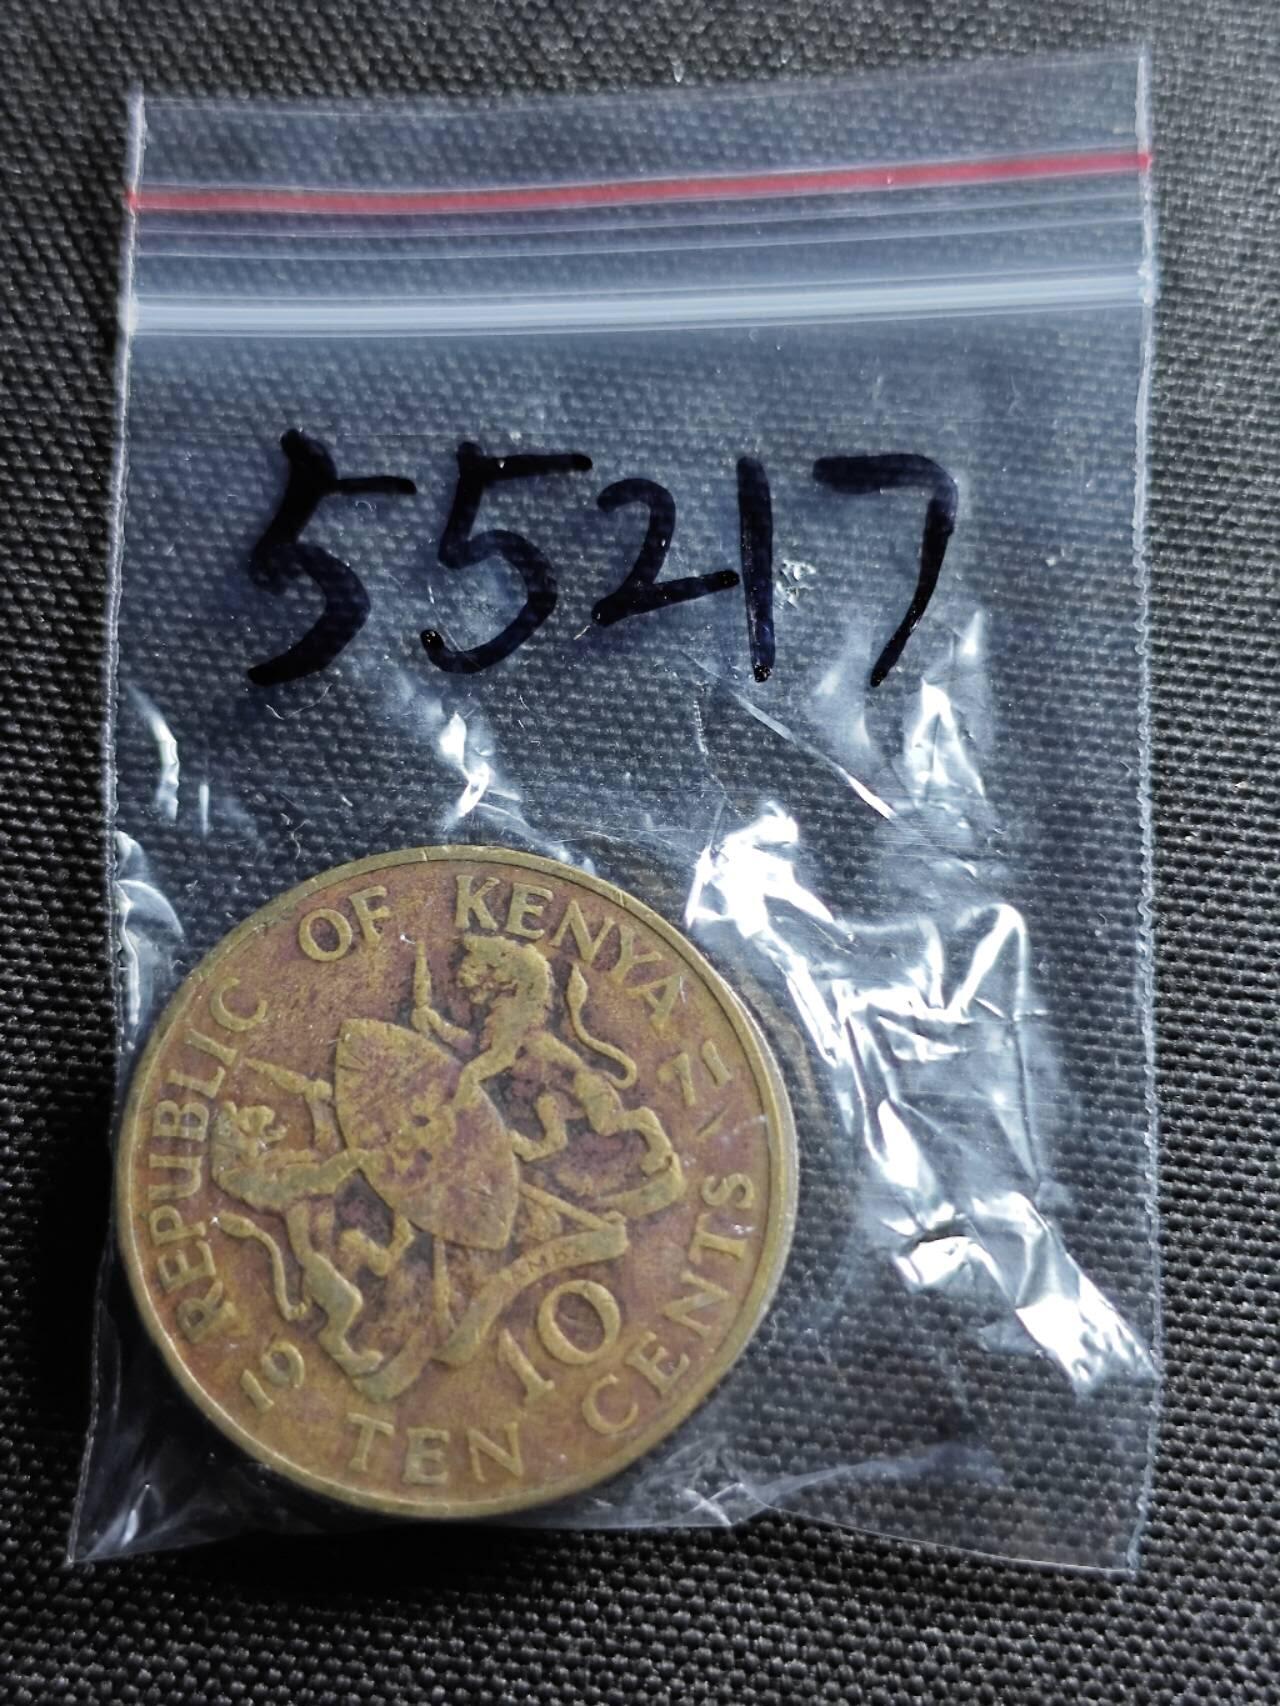 55217
REPUBLIC OF KENYA
19 71
10
TEN CENTS